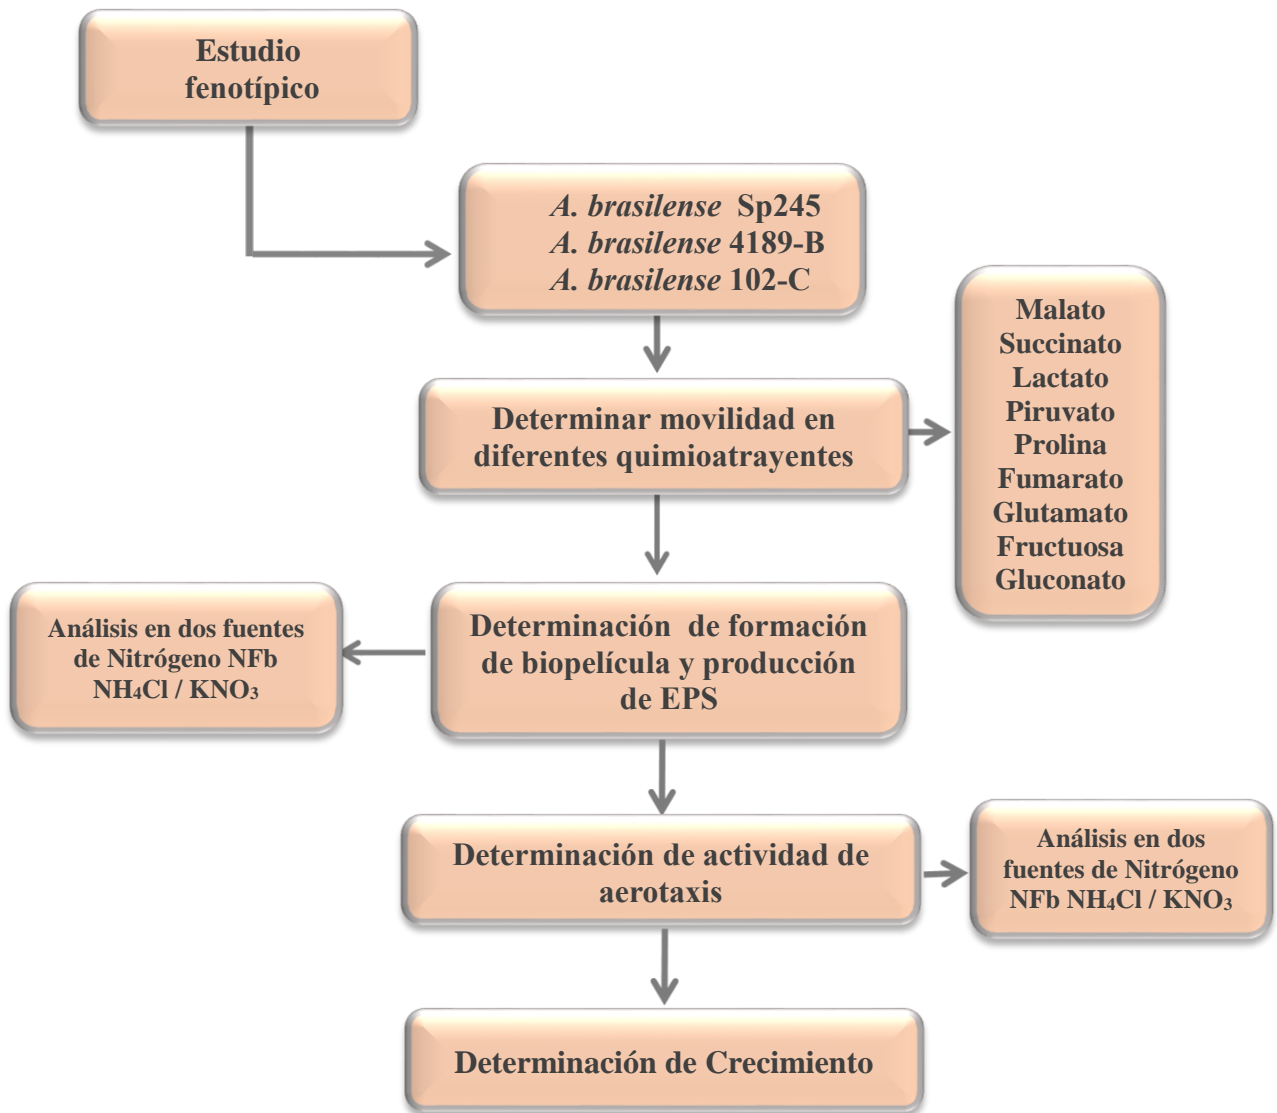 Estudio
fenotípico
A. brasilense Sp245
A. brasilense 4189-B
A. brasilense 102-C
Determinar movilidad en
diferentes quimioatrayentes
Malato
Succinato
Lactato
Piruvato
Prolina
Fumarato
Glutamato
Fructuosa
Gluconato
Determinación de formación
de biopelícula y producción
de EPS
Análisis en dos fuentes
de Nitrógeno NFb
NH₄Cl / KNO₃
Determinación de actividad de
aerotaxis
Análisis en dos
fuentes de Nitrógeno
NFb NH₄Cl / KNO₃
Determinación de Crecimiento